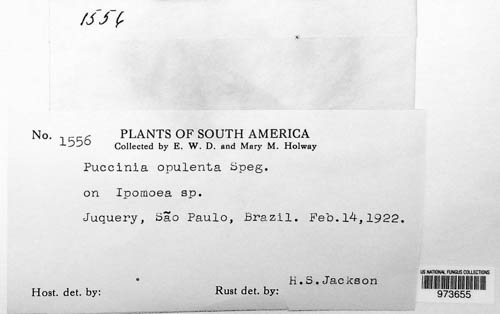 1556
No. 1556 PLANTS OF SOUTH AMERICA
Collected by E. W. D. and Mary M. Holway
Puccinia opulenta Speg.
on Ipomoea sp.
Juquery, São Paulo, Brazil. Feb.14,1922.
Host. det. by: Rust det. by: H.S.Jackson
US NATIONAL FUNGUS COLLECTIONS
973655